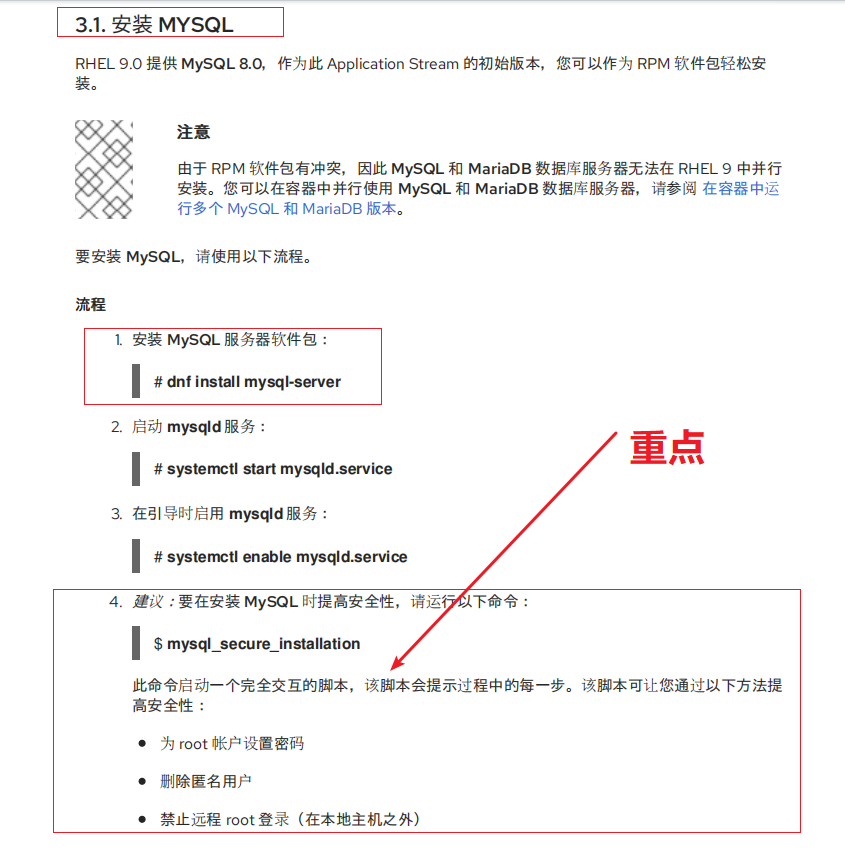 3.1. 安装 MYSQL
RHEL 9.0 提供 MySQL 8.0，作为此 Application Stream 的初始版本，您可以作为 RPM 软件包轻松安
装。
注意
由于 RPM 软件包有冲突，因此 MySQL 和 MariaDB 数据库服务器无法在 RHEL 9 中并行
安装。您可以在容器中并行使用 MySQL 和 MariaDB 数据库服务器，请参阅 在容器中运
行多个 MySQL 和 MariaDB 版本。
要安装 MySQL，请使用以下流程。
流程
1. 安装 MySQL 服务器软件包：
# dnf install mysql-server
2. 启动 mysqld 服务：
重点
# systemctl start mysqld.service
3. 在引导时启用 mysqld 服务：
# systemctl enable mysqld.service
4. 建议：要在安装 MySQL 时提高安全性，请运行以下命令：
$ mysql_secure_installation
此命令启动一个完全交互的脚本，该脚本会提示过程中的每一步。该脚本可让您通过以下方法提
高安全性：
● 为 root 帐户设置密码
● 删除匿名用户
● 禁止远程 root 登录（在本地主机之外）